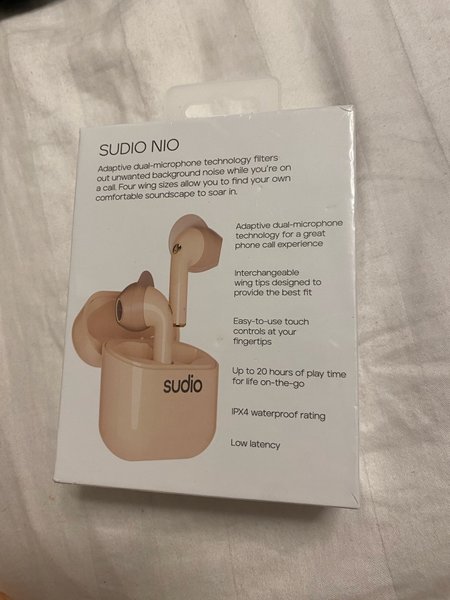 SUDIO NIO
Adaptive dual-microphone technology filters
out unwanted background noise while you're on
a call. Four wing sizes allow you to find your own
comfortable soundscape to soar in.
Adaptive dual-microphone
technology for a great
phone call experience
Interchangeable
wing tips designed to
provide the best fit
Easy-to-use touch
controls at your
fingertips
Up to 20 hours of play time
for life on-the-go
IPX4 waterproof rating
Low latency
sudio